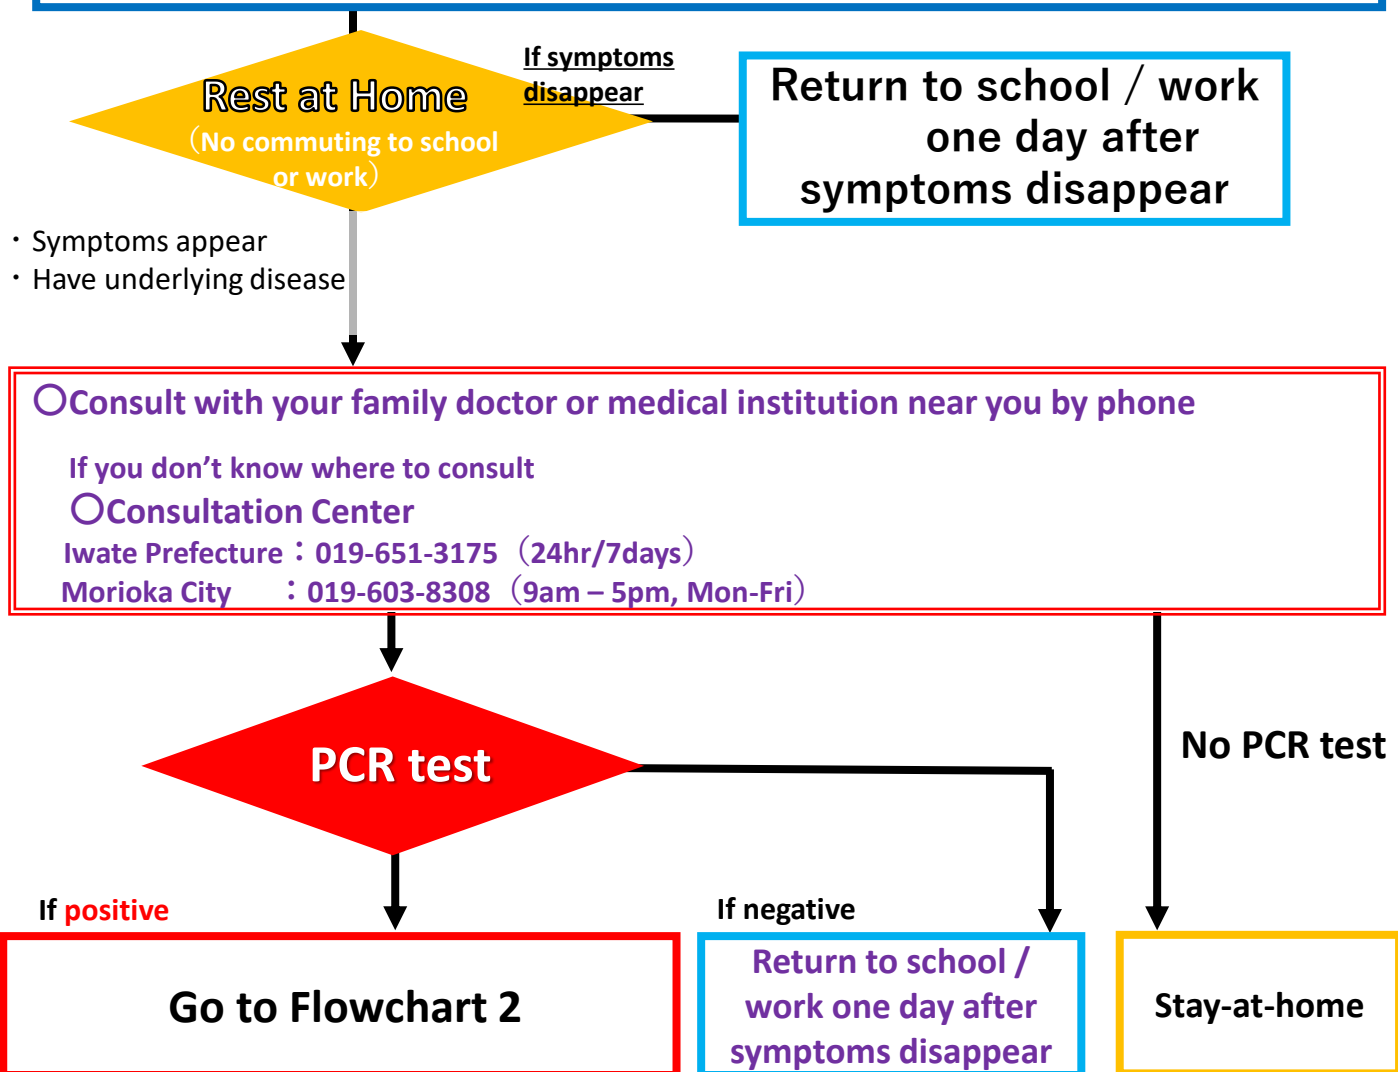 Rest at Home
（No commuting to school
or work）
If symptoms
disappear
Return to school / work
one day after
symptoms disappear
・Symptoms appear
・Have underlying disease
〇Consult with your family doctor or medical institution near you by phone
If you don’t know where to consult
〇Consultation Center
Iwate Prefecture：019-651-3175（24hr/7days）
Morioka City ：019-603-8308（9am – 5pm, Mon-Fri）
PCR test
No PCR test
If positive
Go to Flowchart 2
If negative
Return to school /
work one day after
symptoms disappear
Stay-at-home